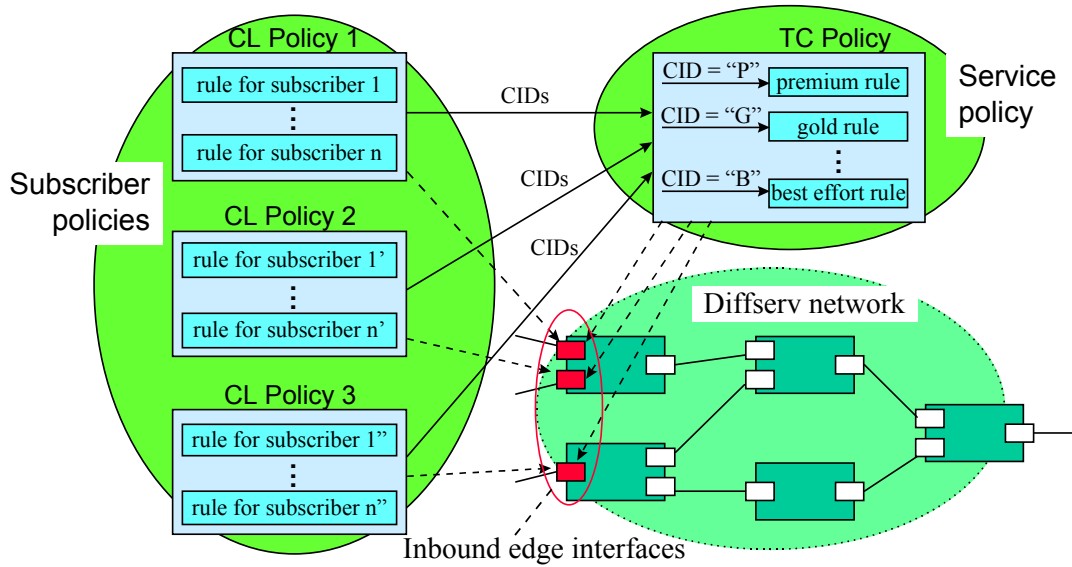 CL Policy 1
rule for subscriber 1
rule for subscriber n
Subscriber
policies
CL Policy 2
rule for subscriber 1’
rule for subscriber n’
CL Policy 3
rule for subscriber 1”
rule for subscriber n”
CIDs
CIDs
CIDs
TC Policy
CID = “P”
premium rule
CID = “G”
gold rule
CID = “B”
best effort rule
Service
policy
Diffserv network
Inbound edge interfaces